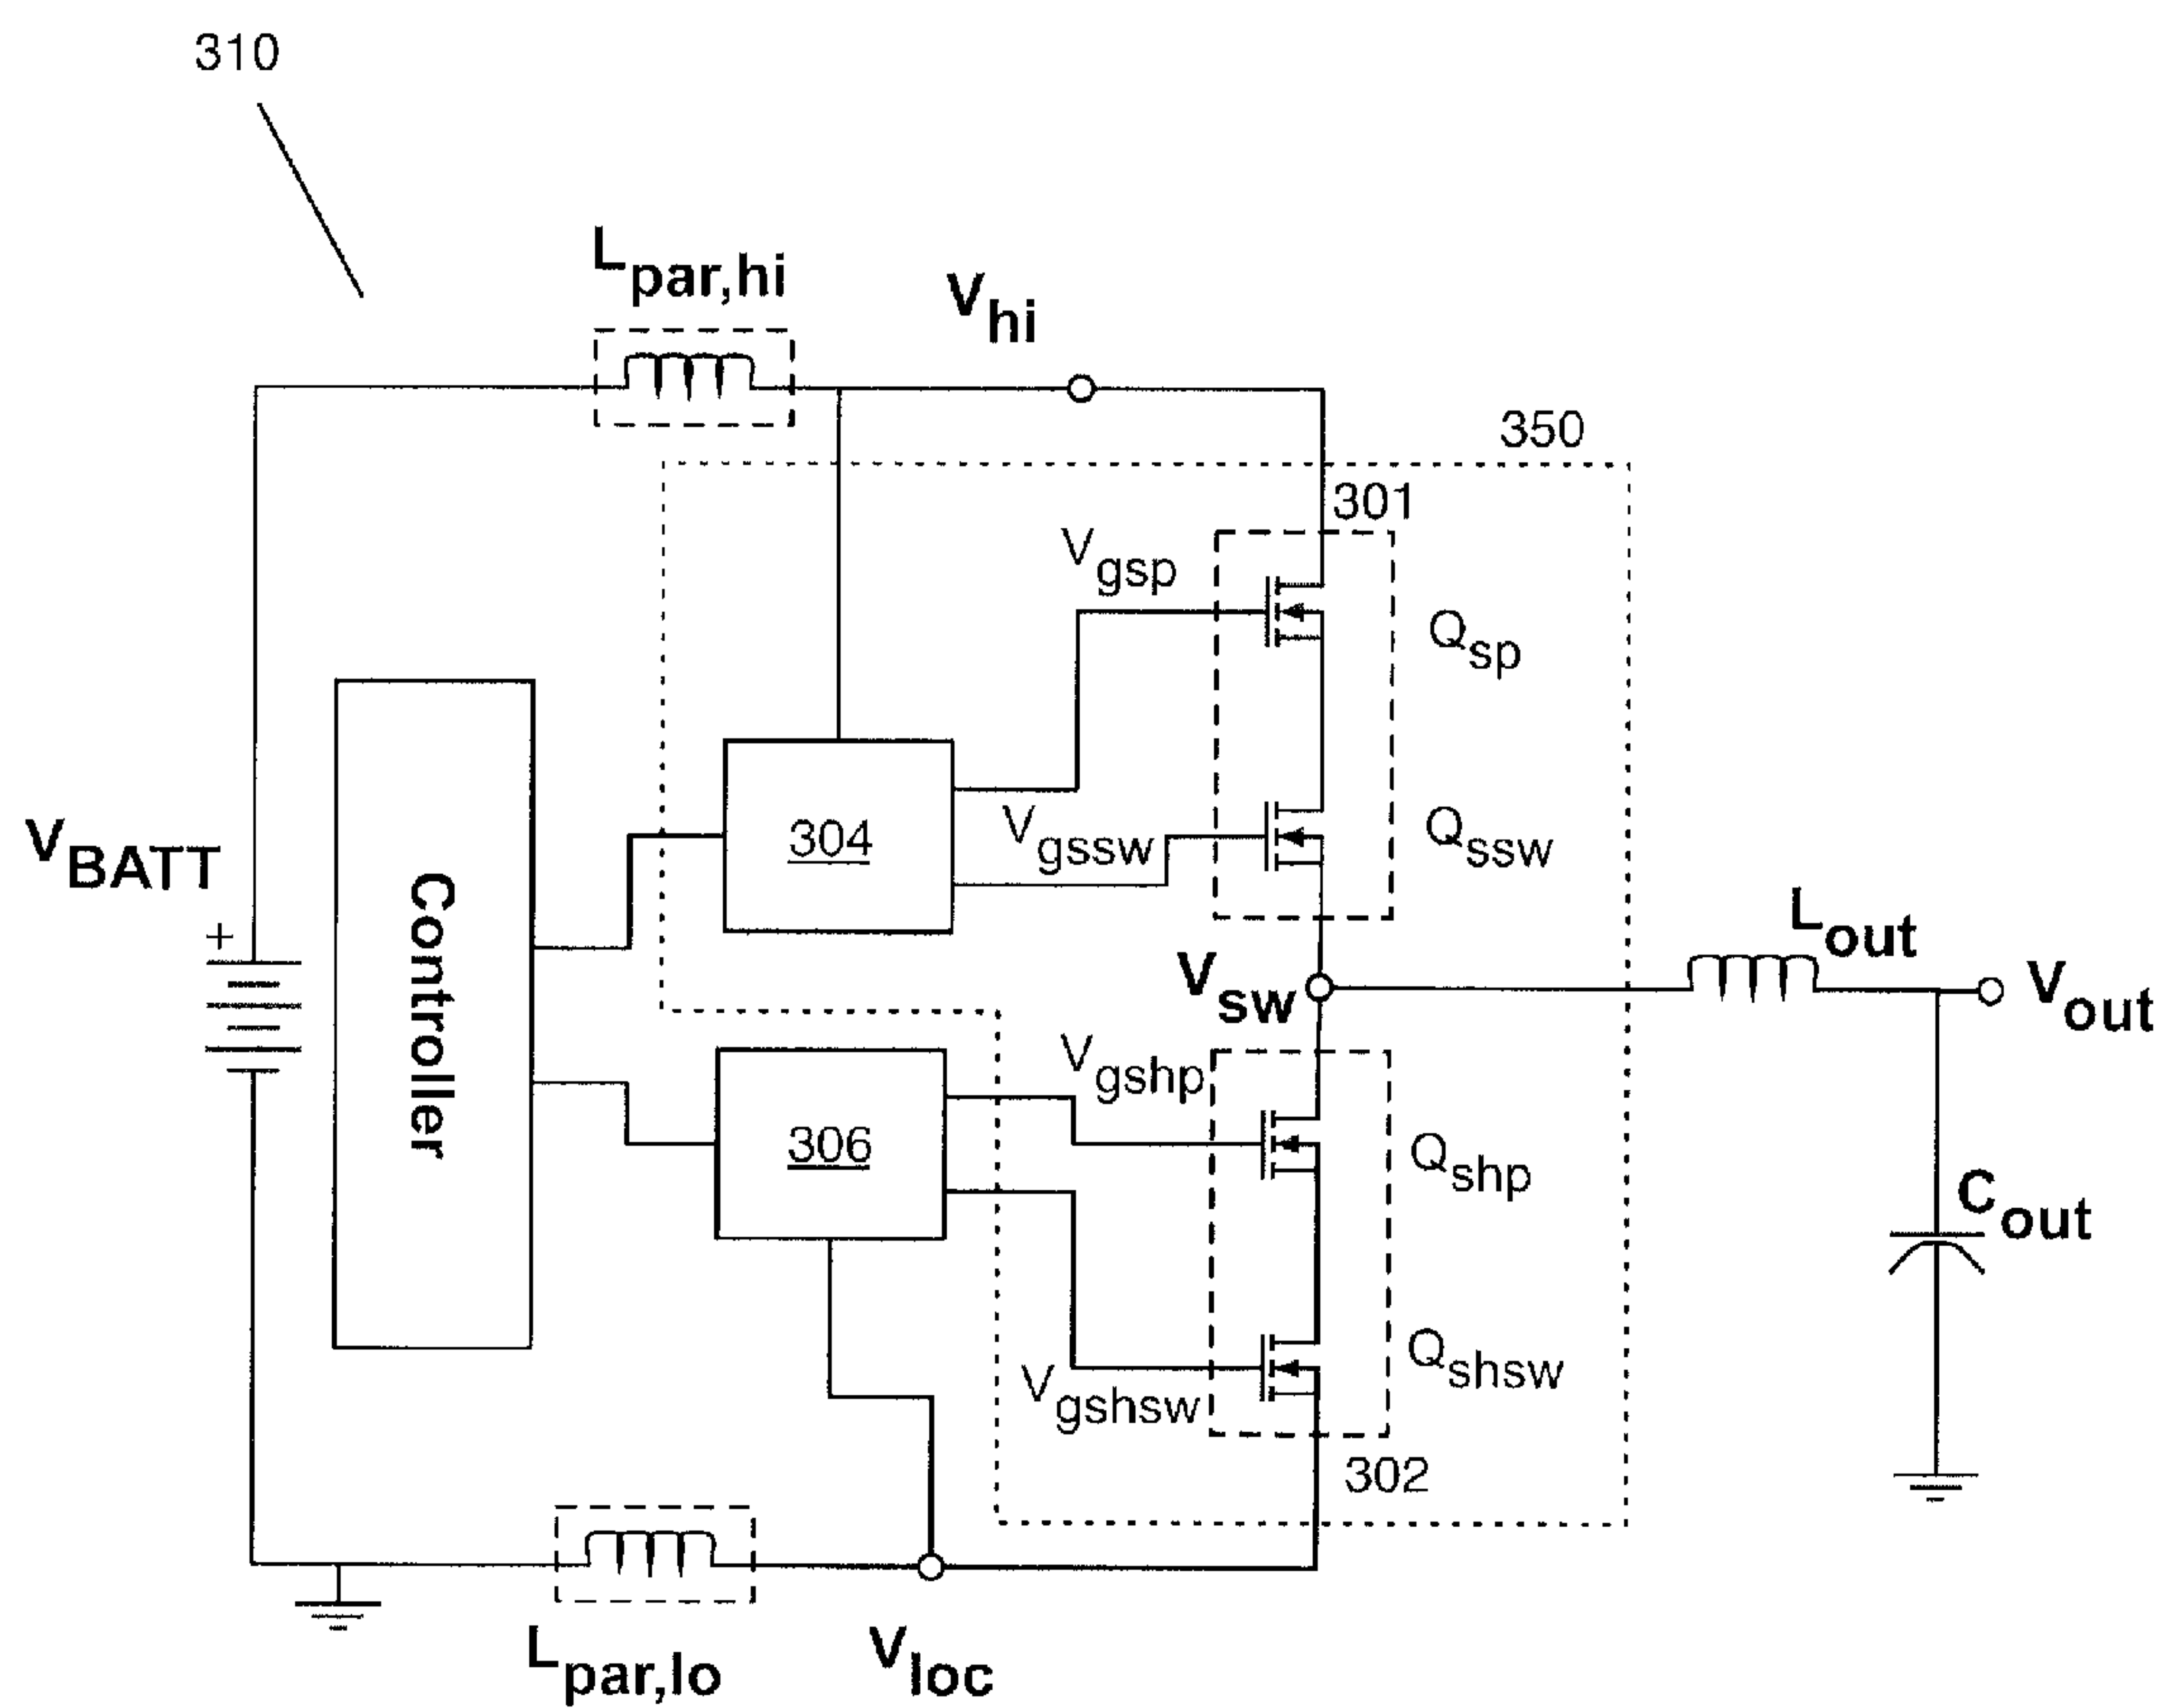 310
Lpar,hi
Vhi
350
301
Vgsp
Qsp
304
Vgssw
Qssw
VBATT
+
Controller
Lout
Vsw
Vout
Vgshp
306
Qshp
Cout
Qshsw
Vgshsw
302
Lpar,lo
Vloc